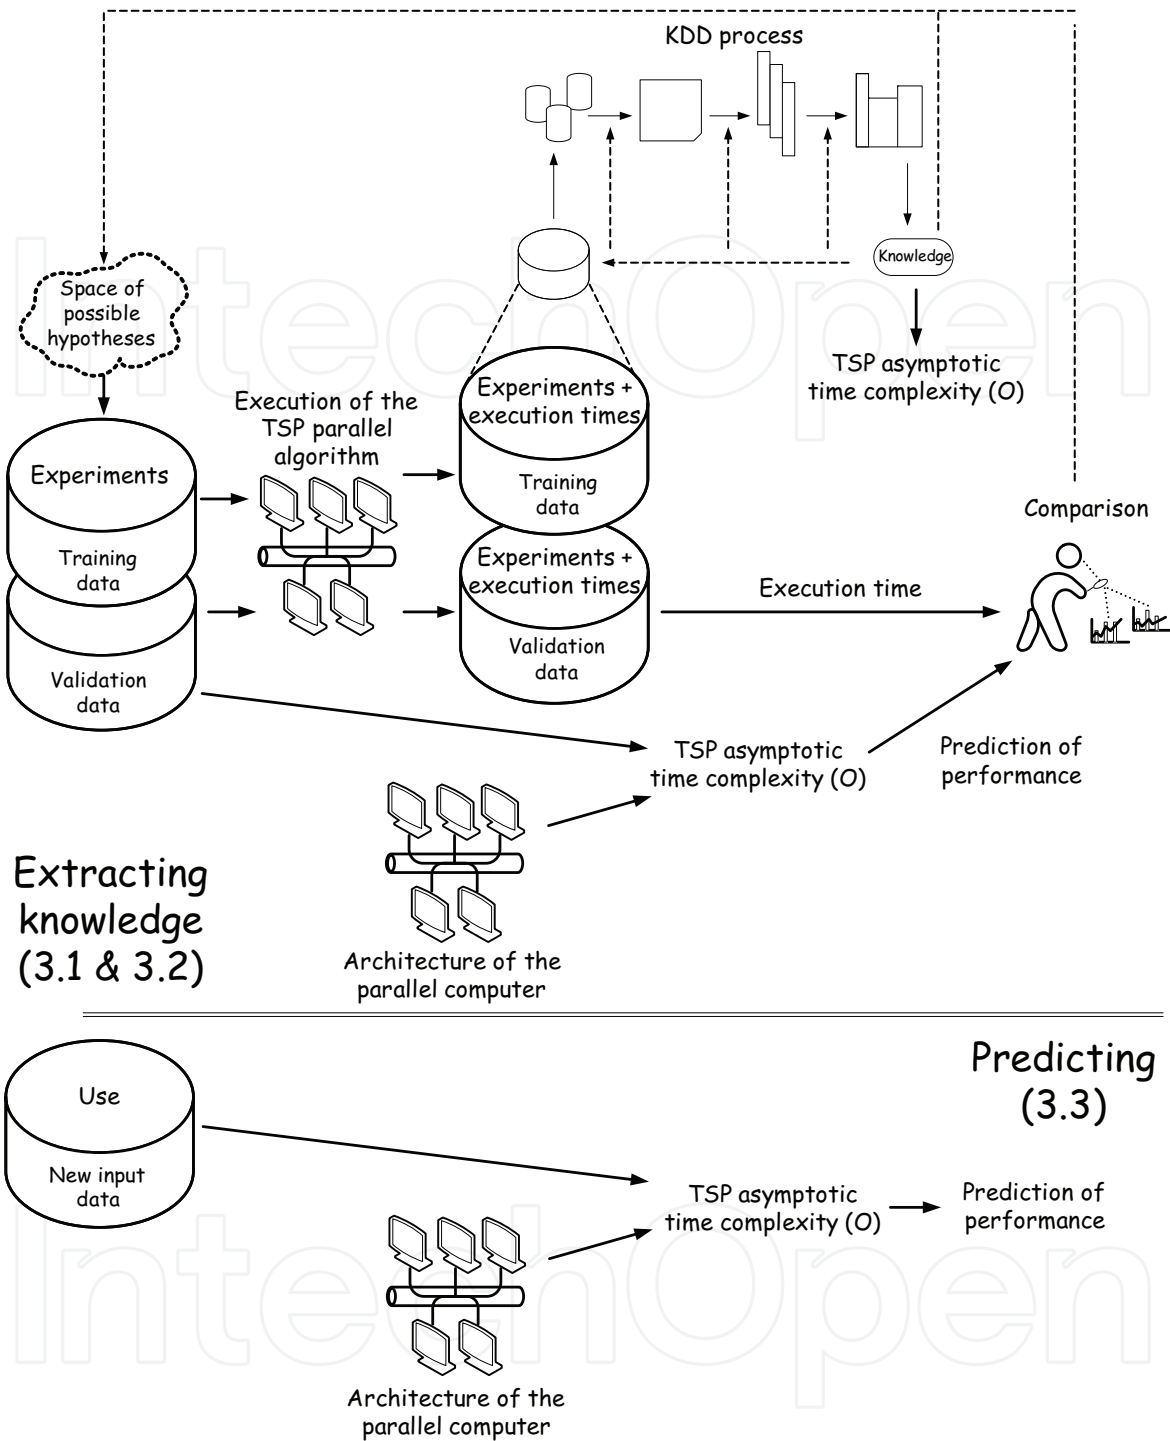 KDD process
Knowledge
Space of
possible
hypotheses
TSP asymptotic
time complexity (O)
Execution of the
TSP parallel
algorithm
Experiments +
execution times
Training
data
Experiments
Training
data
Comparison
Experiments +
execution times
Execution time
Validation
data
Validation
data
TSP asymptotic
time complexity (O)
Prediction of
performance
Extracting
knowledge
(3.1 & 3.2)
Architecture of the
parallel computer
Predicting
(3.3)
Use
New input
data
TSP asymptotic
time complexity (O)
Prediction of
performance
Architecture of the
parallel computer
IntechOpen
IntechOpen